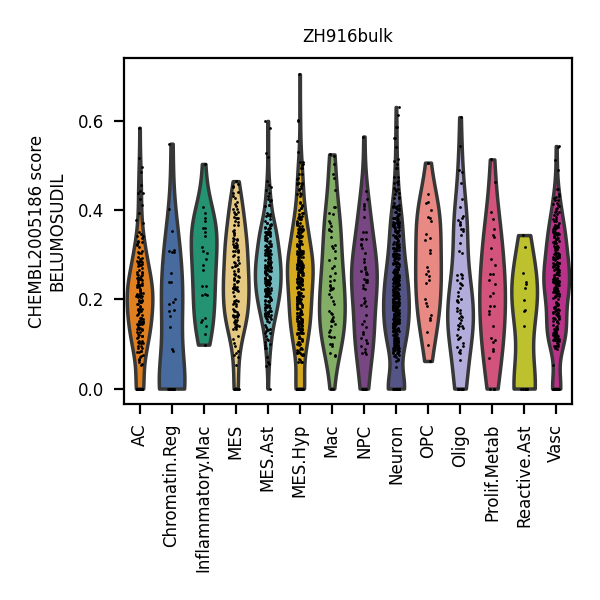 ZH916bulk
CHEMBL2005186 score
BELUMOSUDIL
0.6
0.4
0.2
0.0
AC
Chromatin.Reg
Inflammatory.Mac
MES
MES.Ast
MES.Hyp
Mac
NPC
Neuron
OPC
Oligo
Prolif.Metab
Reactive.Ast
Vasc